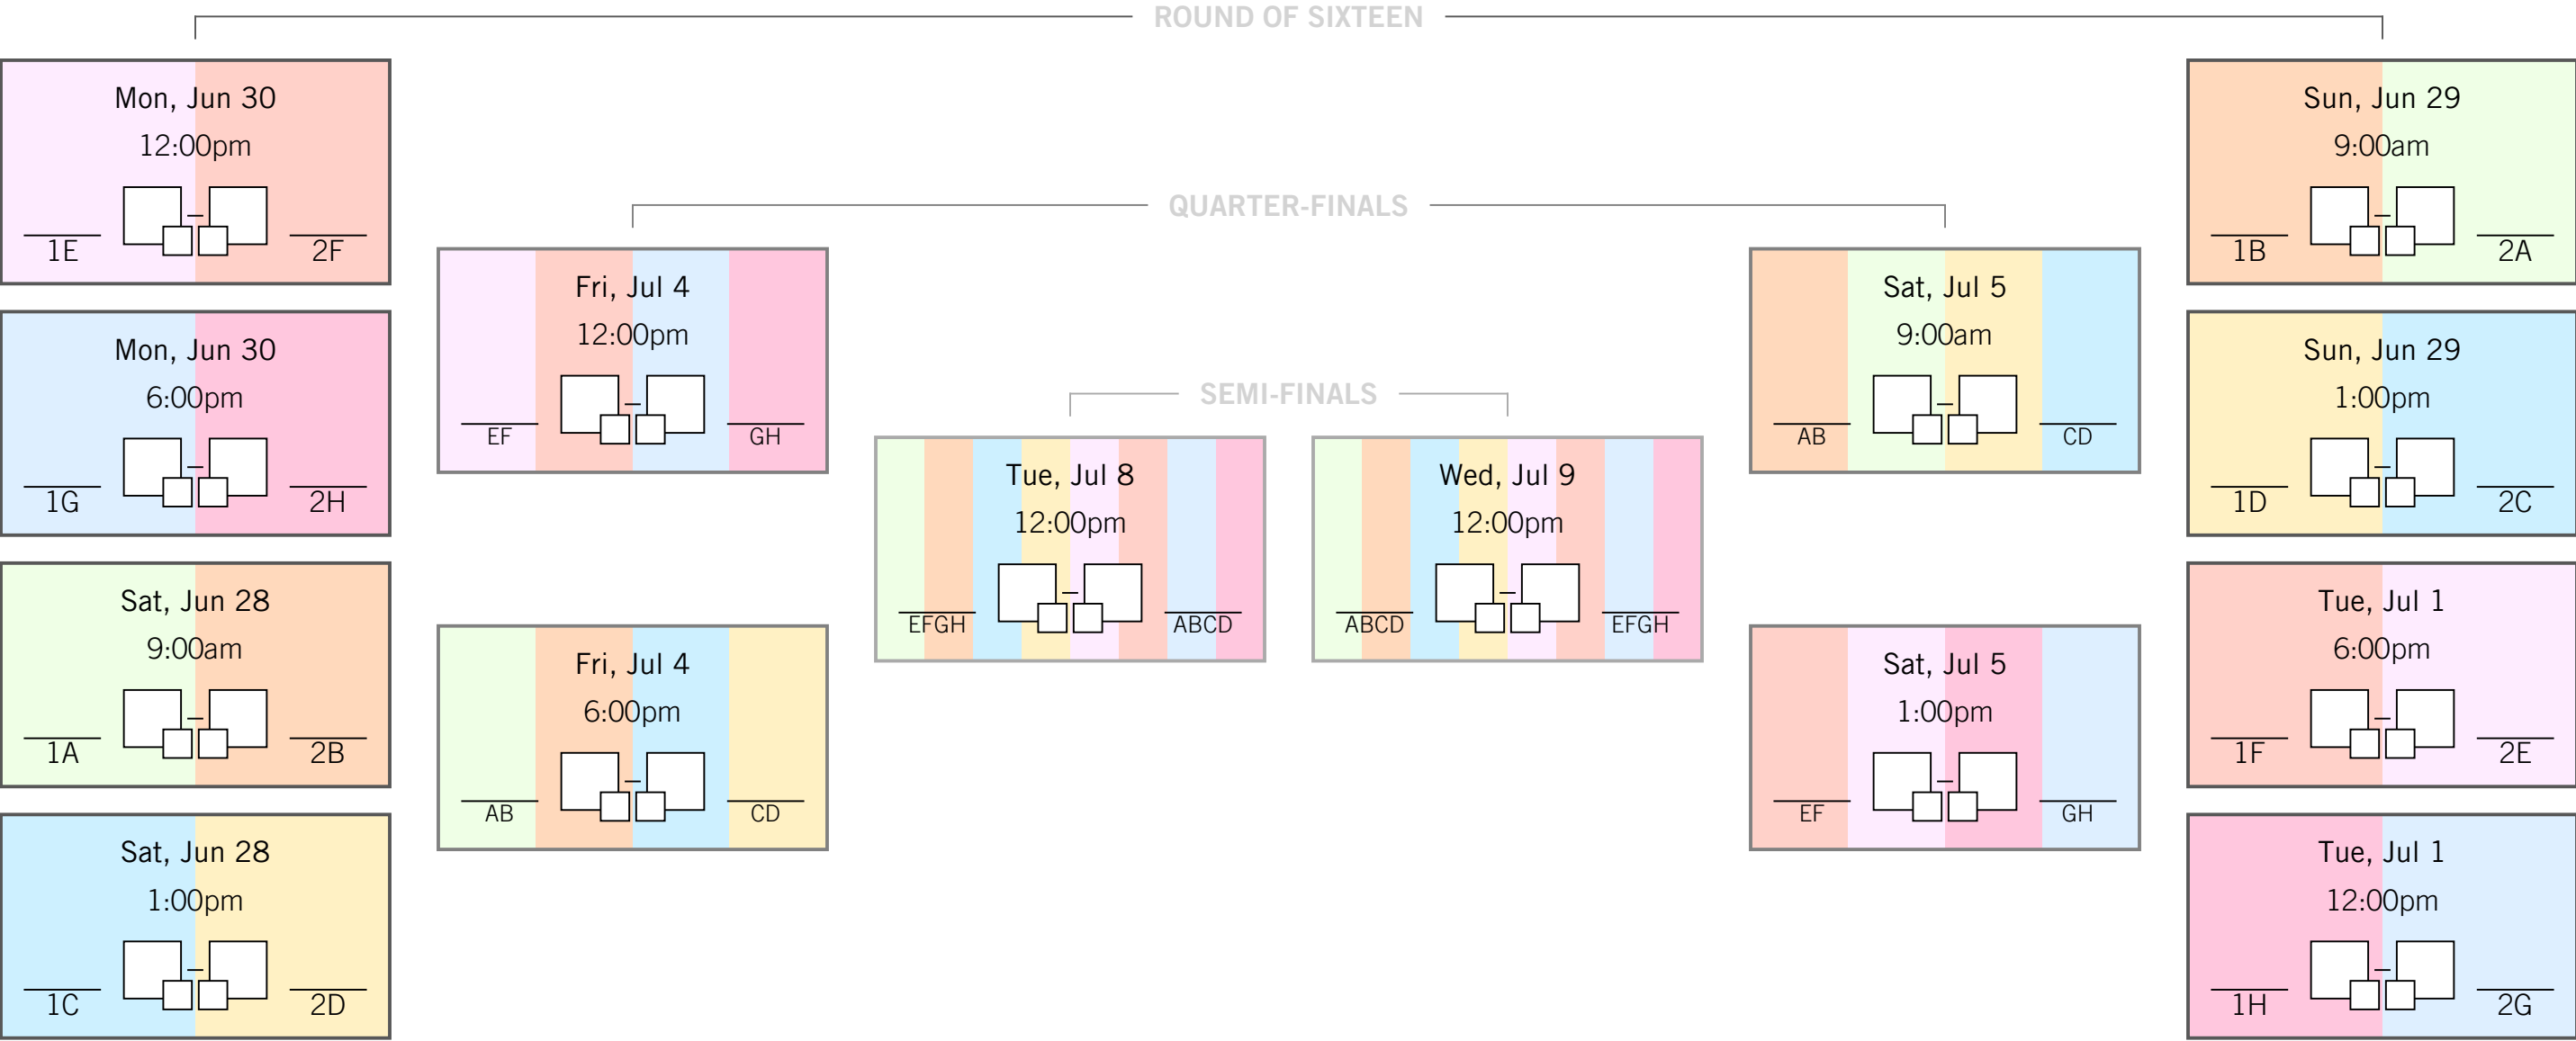 ROUND OF SIXTEEN
Mon, Jun 30
12:00pm
1E – 2F
Mon, Jun 30
6:00pm
1G – 2H
Sat, Jun 28
9:00am
1A – 2B
Sat, Jun 28
1:00pm
1C – 2D
QUARTER-FINALS
Fri, Jul 4
12:00pm
EF – GH
Fri, Jul 4
6:00pm
AB – CD
SEMI-FINALS
Tue, Jul 8
12:00pm
EFGH – ABCD
Wed, Jul 9
12:00pm
ABCD – EFGH
Sat, Jul 5
9:00am
AB – CD
Sat, Jul 5
1:00pm
EF – GH
Sun, Jun 29
9:00am
1B – 2A
Sun, Jun 29
1:00pm
1D – 2C
Tue, Jul 1
6:00pm
1F – 2E
Tue, Jul 1
12:00pm
1H – 2G